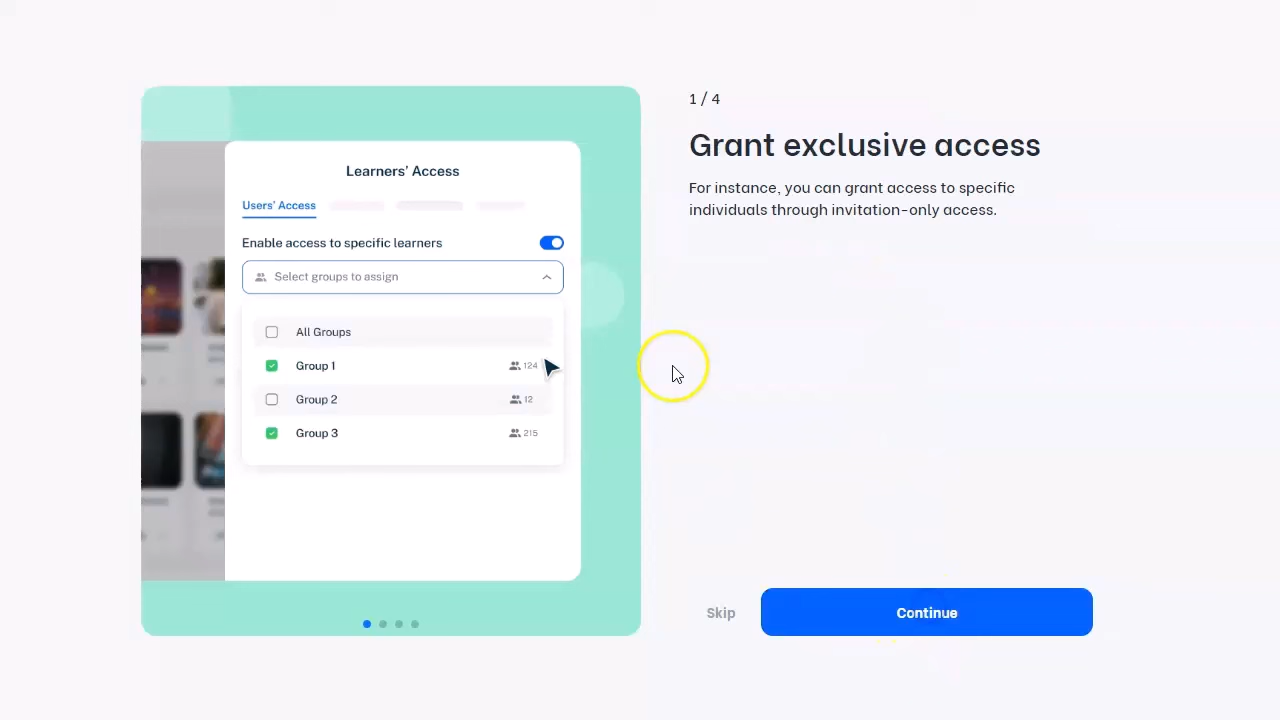 Learners' Access
Users' Access
Enable access to specific learners
Select groups to assign
All Groups
Group 1 124
Group 2 12
Group 3 215
1 / 4
Grant exclusive access
For instance, you can grant access to specific
individuals through invitation-only access.
Skip
Continue